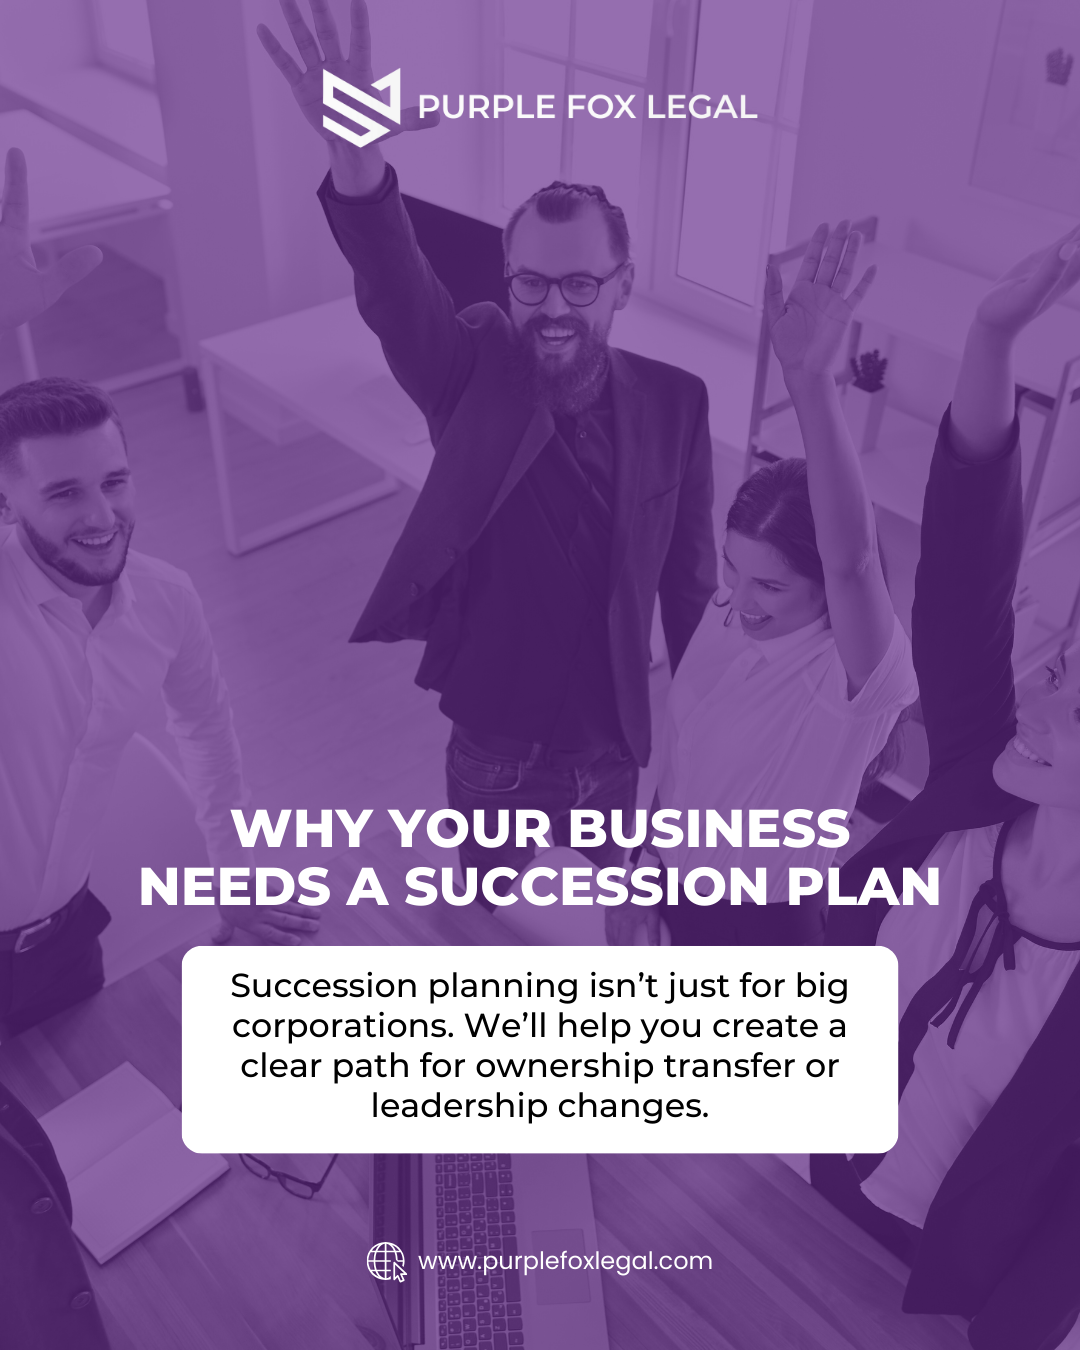 PURPLE FOX LEGAL
WHY YOUR BUSINESS
NEEDS A SUCCESSION PLAN
Succession planning isn’t just for big
corporations. We’ll help you create a
clear path for ownership transfer or
leadership changes.
www.purplefoxlegal.com